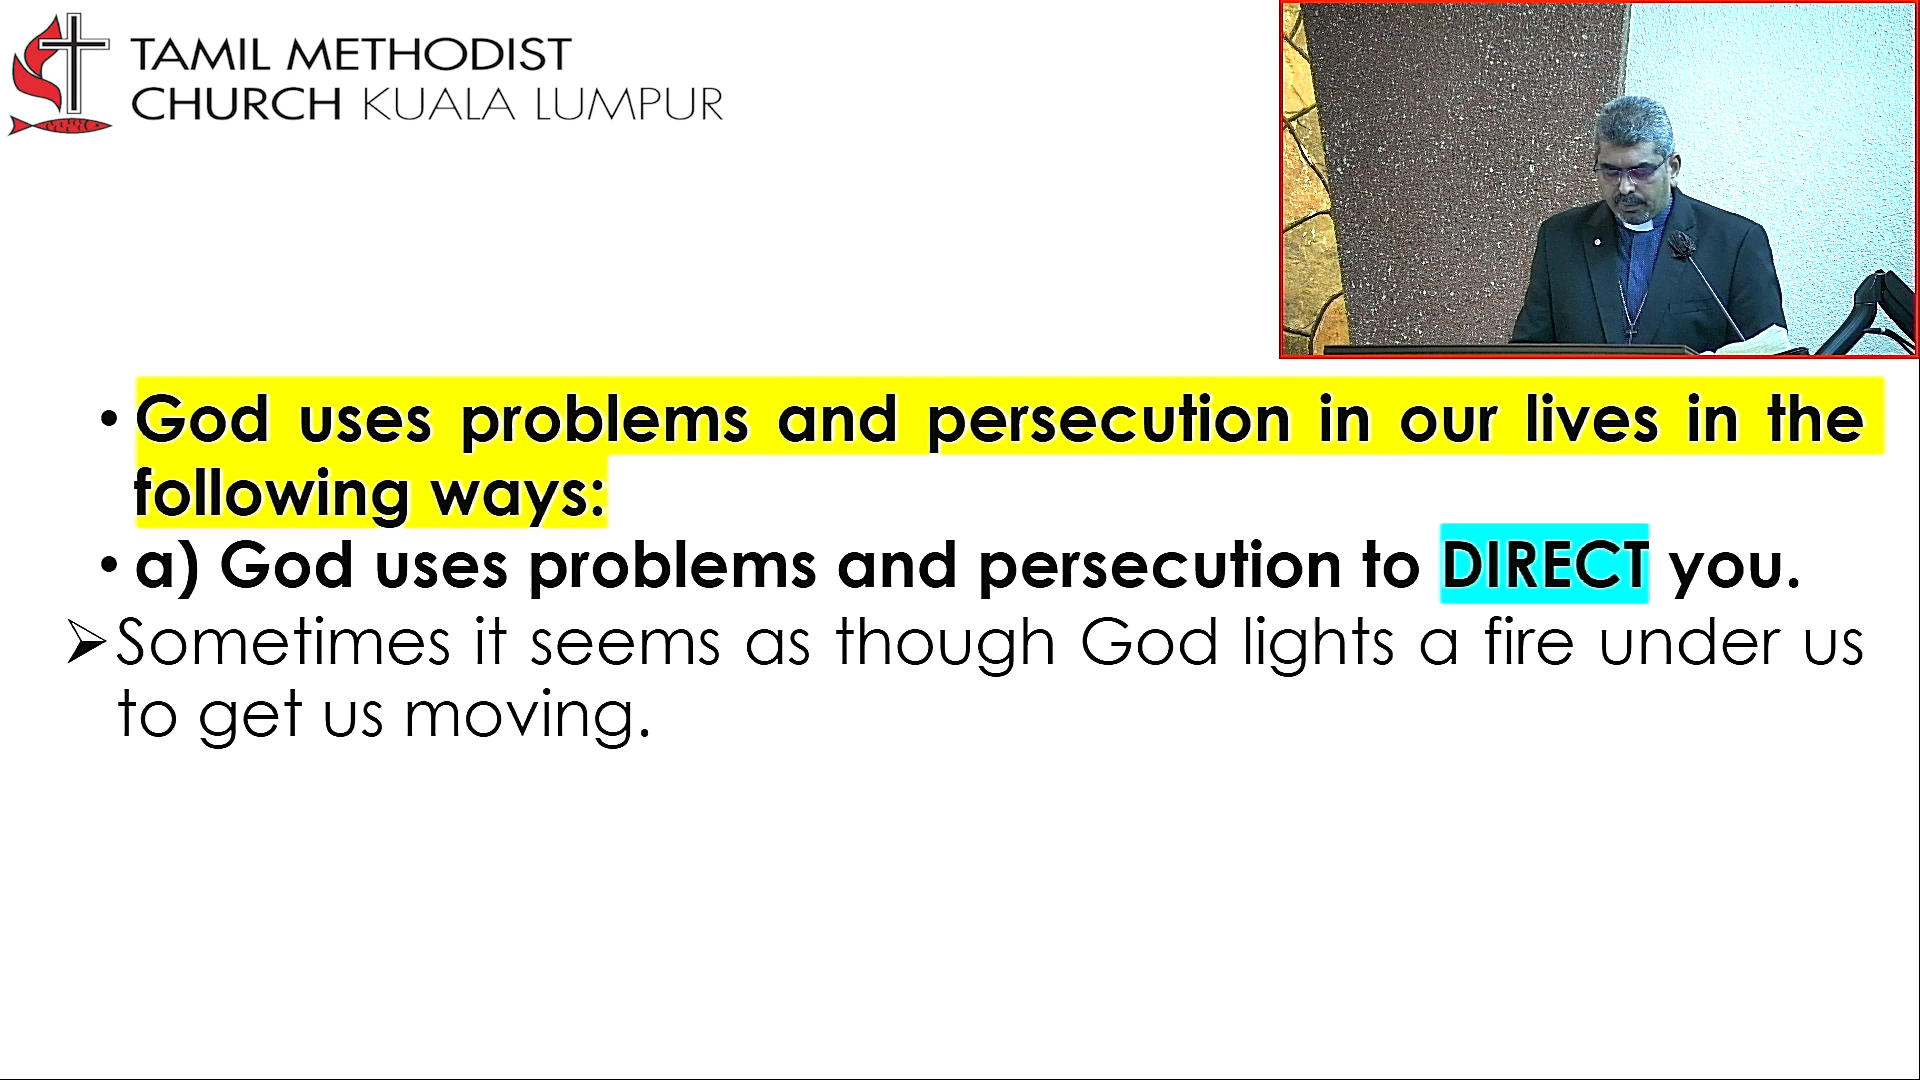 TAMIL METHODIST
CHURCH KUALA LUMPUR
• God uses problems and persecution in our lives in the
following ways:
• a) God uses problems and persecution to DIRECT you.
➢ Sometimes it seems as though God lights a fire under us
to get us moving.